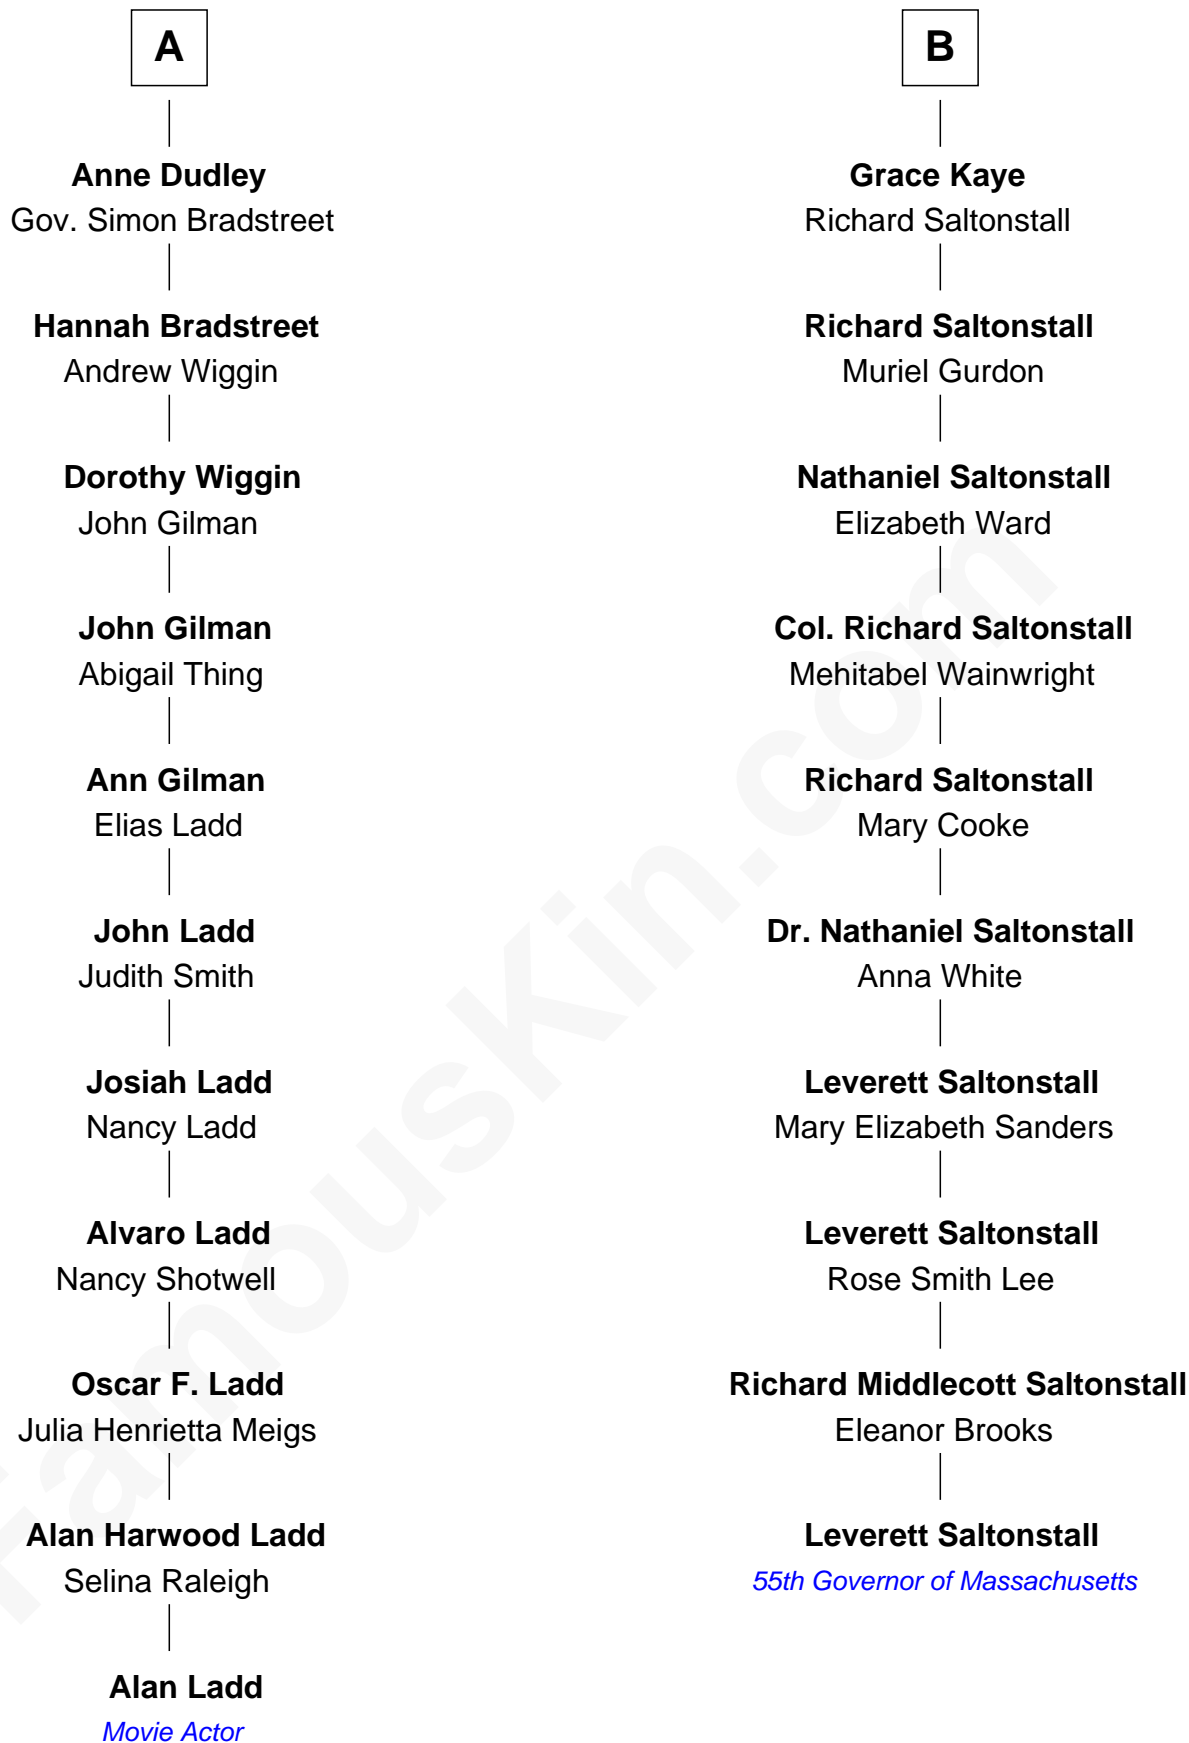 A
Anne Dudley
Gov. Simon Bradstreet
Hannah Bradstreet
Andrew Wiggin
Dorothy Wiggin
John Gilman
John Gilman
Abigail Thing
Ann Gilman
Elias Ladd
John Ladd
Judith Smith
Josiah Ladd
Nancy Ladd
Alvaro Ladd
Nancy Shotwell
Oscar F. Ladd
Julia Henrietta Meigs
Alan Harwood Ladd
Selina Raleigh
Alan Ladd
Movie Actor
B
Grace Kaye
Richard Saltonstall
Richard Saltonstall
Muriel Gurdon
Nathaniel Saltonstall
Elizabeth Ward
Col. Richard Saltonstall
Mehitabel Wainwright
Richard Saltonstall
Mary Cooke
Dr. Nathaniel Saltonstall
Anna White
Leverett Saltonstall
Mary Elizabeth Sanders
Leverett Saltonstall
Rose Smith Lee
Richard Middlecott Saltonstall
Eleanor Brooks
Leverett Saltonstall
55th Governor of Massachusetts
FamousKin.com